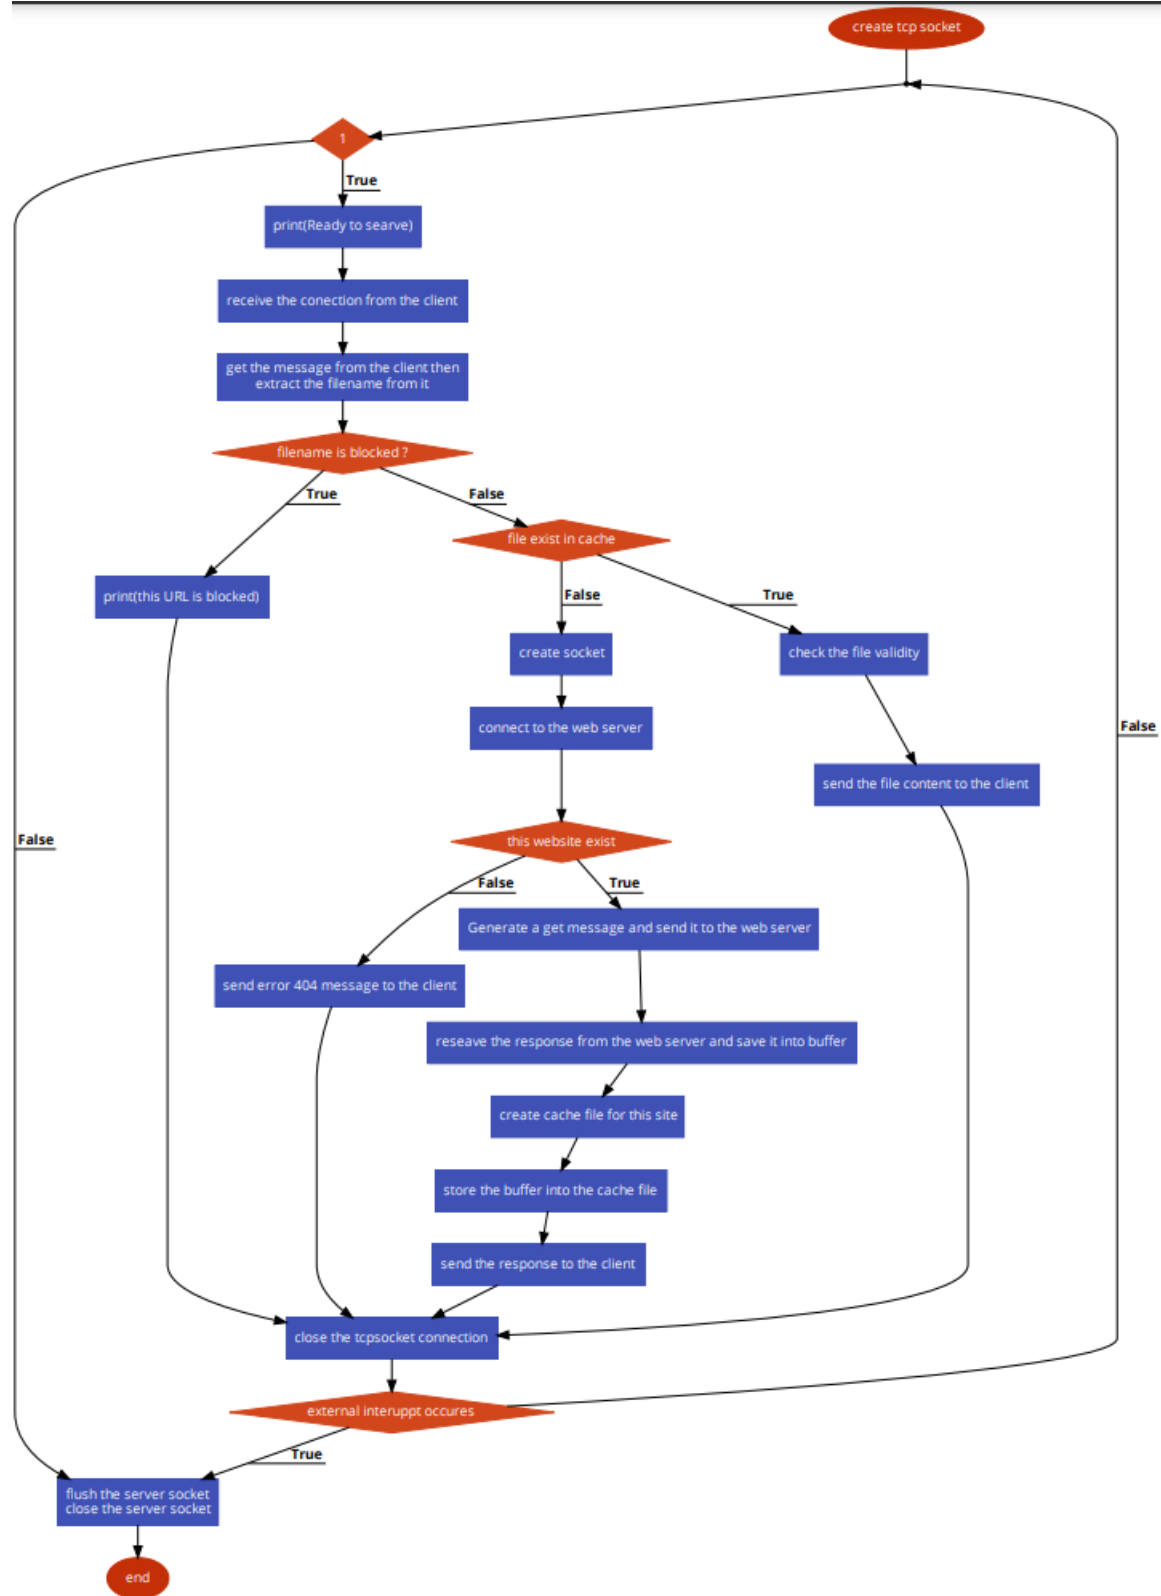 create tcp socket
1
True
print(Ready to searve)
receive the conection from the client
get the message from the client then
extract the filename from it
filename is blocked ?
True
False
file exist in cache
print(this URL is blocked)
False
True
create socket
check the file validity
connect to the web server
False
send the file content to the client
False
this website exist
False
True
Generate a get message and send it to the web server
send error 404 message to the client
reseave the response from the web server and save it into buffer
create cache file for this site
store the buffer into the cache file
send the response to the client
close the tcpsocket connection
external interuppt occures
True
flush the server socket
close the server socket
end